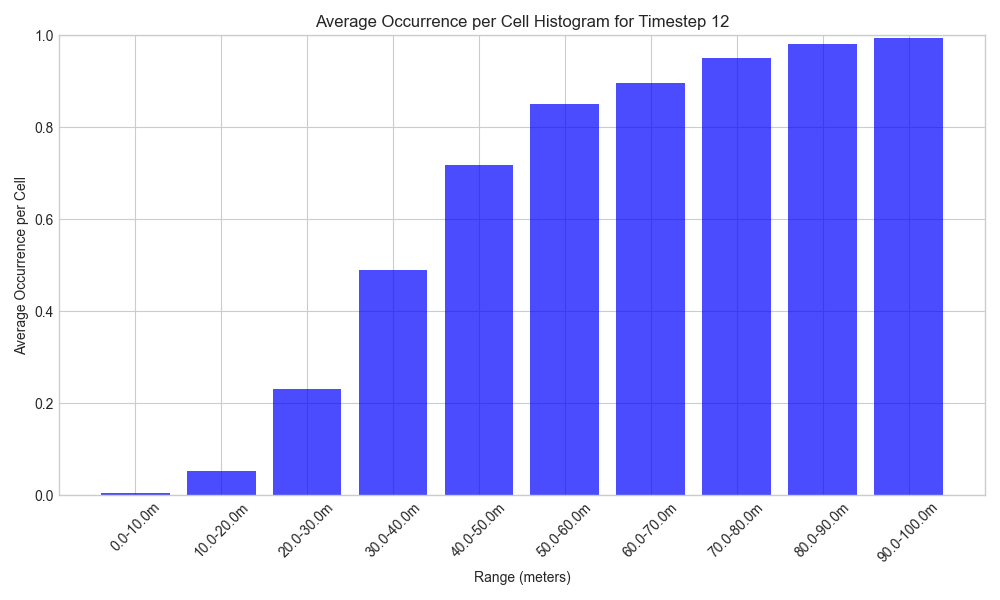 Average Occurrence per Cell Histogram for Timestep 12
Average Occurrence per Cell
1.0
0.8
0.6
0.4
0.2
0.0
0.0-10.0m
10.0-20.0m
20.0-30.0m
30.0-40.0m
40.0-50.0m
50.0-60.0m
60.0-70.0m
70.0-80.0m
80.0-90.0m
90.0-100.0m
Range (meters)